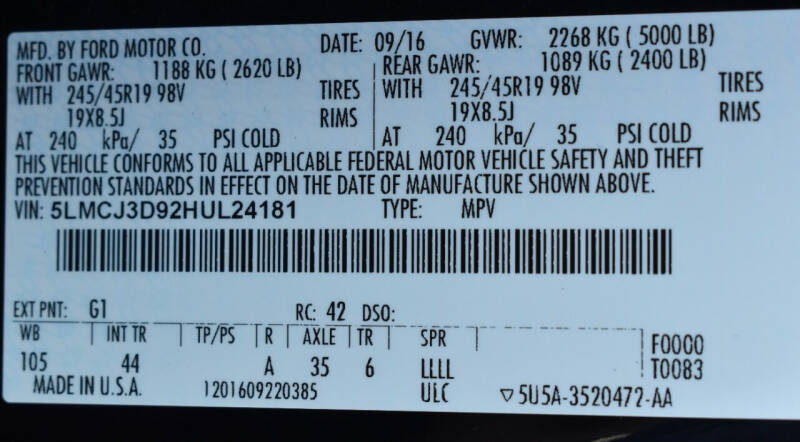 MFD. BY FORD MOTOR CO. DATE: 09/16 GVWR: 2268 KG ( 5000 LB)
FRONT GAWR: 1188 KG ( 2620 LB) REAR GAWR: 1089 KG ( 2400 LB)
WITH 245/45R19 98V TIRES WITH 245/45R19 98V TIRES
19X8.5J RIMS 19X8.5J RIMS
AT 240 kPa/ 35 PSI COLD AT 240 kPa/ 35 PSI COLD
THIS VEHICLE CONFORMS TO ALL APPLICABLE FEDERAL MOTOR VEHICLE SAFETY AND THEFT
PREVENTION STANDARDS IN EFFECT ON THE DATE OF MANUFACTURE SHOWN ABOVE.
VIN: 5LMCJ3D92HUL24181 TYPE: MPV
EXT PNT: G1 RC: 42 DSO:
WB INT TR TP/PS R AXLE TR SPR F0000
105 44 A 35 6 LLLL T0083
MADE IN U.S.A. 1201609220385 ULC ▽5U5A-3520472-AA